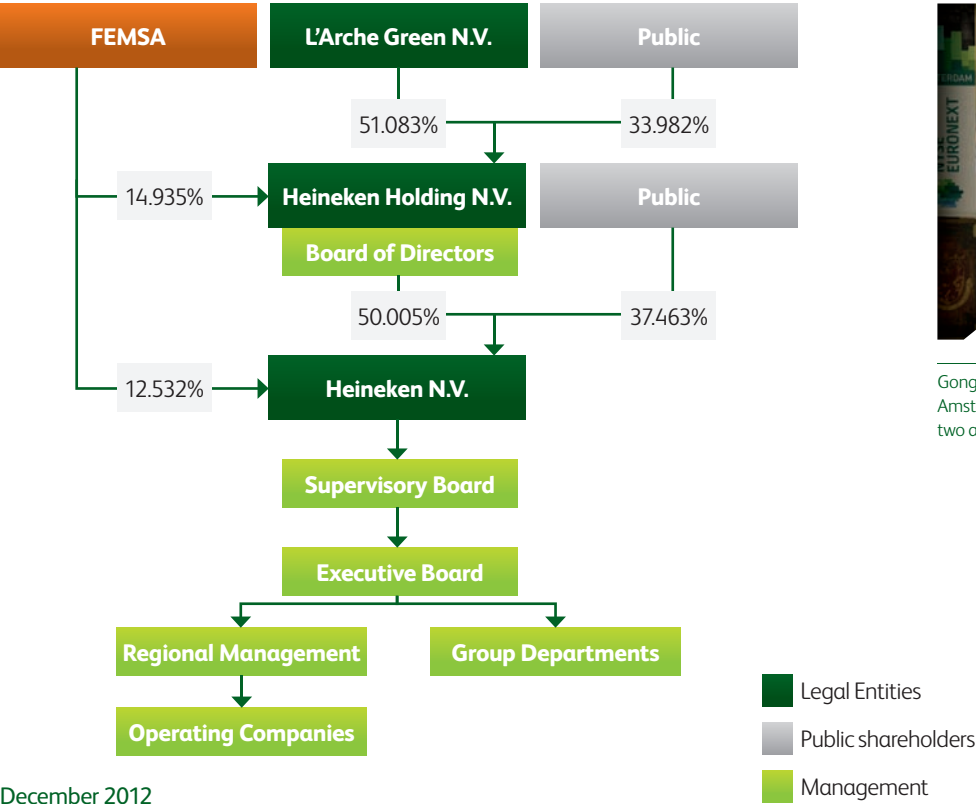 FEMSA
L'Arche Green N.V.
Public
51.083%
33.982%
14.935%
Heineken Holding N.V.
Public
Board of Directors
50.005%
37.463%
12.532%
Heineken N.V.
Supervisory Board
Executive Board
Regional Management
Group Departments
Operating Companies
Legal Entities
Public shareholders
Management
December 2012
EURONEXT
Gong
Amst
two a